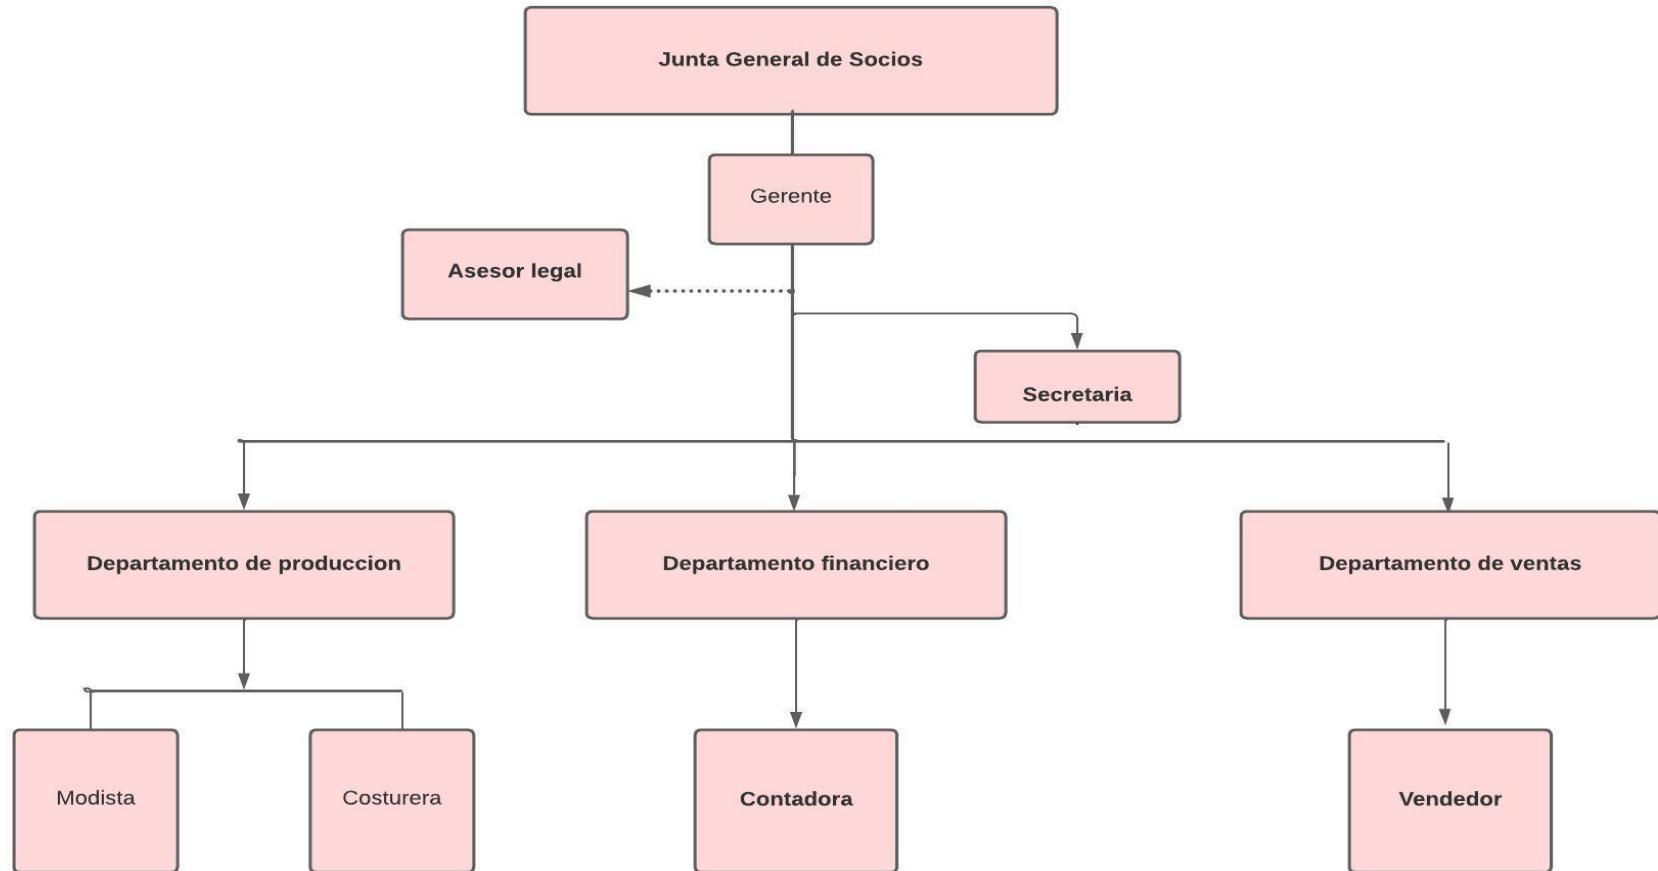 Junta General de Socios
Gerente
Asesor legal
Secretaria
Departamento de produccion
Departamento financiero
Departamento de ventas
Modista
Costurera
Contadora
Vendedor